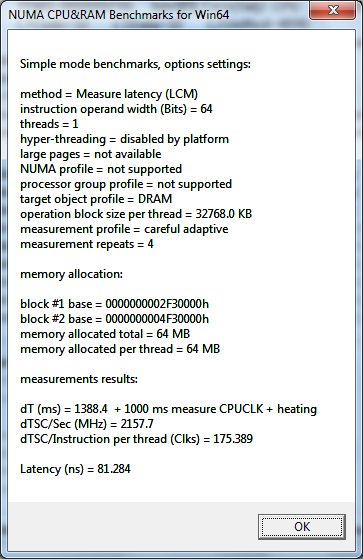 NUMA CPU&RAM Benchmarks for Win64
Simple mode benchmarks, options settings:
method = Measure latency (LCM)
instruction operand width (Bits) = 64
threads = 1
hyper-threading = disabled by platform
large pages = not available
NUMA profile = not supported
processor group profile = not supported
target object profile = DRAM
operation block size per thread = 32768.0 KB
measurement profile = careful adaptive
measurement repeats = 4
memory allocation:
block #1 base = 0000000002F30000h
block #2 base = 0000000004F30000h
memory allocated total = 64 MB
memory allocated per thread = 64 MB
measurements results:
dT (ms) = 1388.4  + 1000 ms measure CPUCLK + heating
dTSC/Sec (MHz) = 2157.7
dTSC/Instruction per thread (Clks) = 175.389
Latency (ns) = 81.284
OK